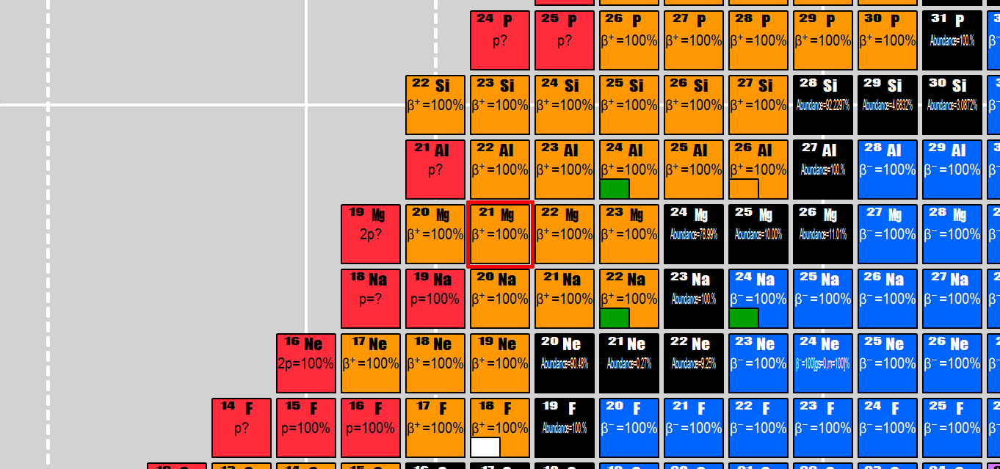 24 P 25 P 26 P 27 P 28 P 29 P 30 P 31 P
p? p? β⁺=100% β⁺=100% β⁺=100% β⁺=100% β⁺=100% Abundance=100.% β⁻
22 Si 23 Si 24 Si 25 Si 26 Si 27 Si 28 Si 29 Si 30 Si
β⁺=100% β⁺=100% β⁺=100% β⁺=100% β⁺=100% β⁺=100% Abundance=92.2297% Abundance=4.6832% Abundance=3.0872% β⁻
21 Al 22 Al 23 Al 24 Al 25 Al 26 Al 27 Al 28 Al 29 Al
p? β⁺=100% β⁺=100% β⁺=100% β⁺=100% β⁺=100% Abundance=100.% β⁻=100% β⁻=100%
19 Mg 20 Mg 21 Mg 22 Mg 23 Mg 24 Mg 25 Mg 26 Mg 27 Mg 28 Mg
2p? β⁺=100% β⁺=100% β⁺=100% β⁺=100% Abundance=78.99% Abundance=10.00% Abundance=11.01% β⁻=100% β⁻=100%
18 Na 19 Na 20 Na 21 Na 22 Na 23 Na 24 Na 25 Na 26 Na 27 Na
p=? p=100% β⁺=100% β⁺=100% β⁺=100% Abundance=100.% β⁻=100% β⁻=100% β⁻=100% β⁻=100%
16 Ne 17 Ne 18 Ne 19 Ne 20 Ne 21 Ne 22 Ne 23 Ne 24 Ne 25 Ne 26 Ne
2p=100% β⁺=100% β⁺=100% β⁺=100% Abundance=90.48% Abundance=0.27% Abundance=9.25% β⁻=100% β⁻=100[gs=0,m=100]% β⁻=100% β⁻=100%
14 F 15 F 16 F 17 F 18 F 19 F 20 F 21 F 22 F 23 F 24 F 25 F
p? p=100% p=100% β⁺=100% β⁺=100% Abundance=100.% β⁻=100% β⁻=100% β⁻=100% β⁻=100% β⁻=100% β⁻=100%